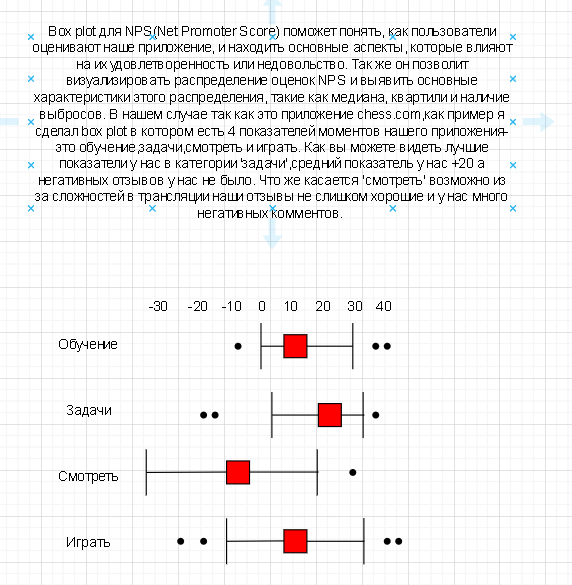 Box plot для NPS(Net Promoter Score) поможет понять, как пользователи
оценивают наше приложение, и находить основные аспекты, которые влияют
на их удовлетворенность или недовольство. Так же он позволит
визуализировать распределение оценок NPS и выявить основные
характеристики этого распределения, такие как медиана, квартили и наличие
выбросов. В нашем случае так как это приложение chess.com,как пример я
сделал box plot в котором есть 4 показателей моментов нашего приложения-
это обучение,задачи,смотреть и играть. Как вы можете видеть лучшие
показатели у нас в категории 'задачи',средний показатель у нас +20 а
негативных отзывов у нас не было. Что же касается 'смотреть' возможно из
за сложностей в трансляции наши отзывы не слишком хорошие и у нас много
негативных комментов.
-30 -20 -10 0 10 20 30 40
Обучение
Задачи
Смотреть
Играть